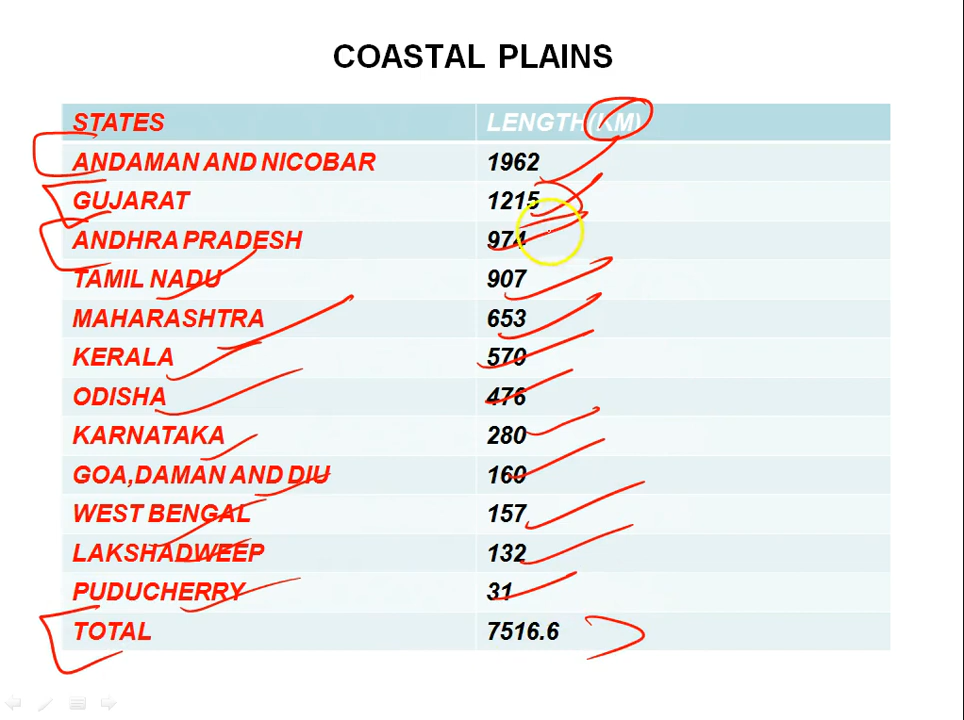 COASTAL PLAINS
STATES LENGTH(KM)
ANDAMAN AND NICOBAR 1962
GUJARAT 1215
ANDHRA PRADESH 974
TAMIL NADU 907
MAHARASHTRA 653
KERALA 570
ODISHA 476
KARNATAKA 280
GOA,DAMAN AND DIU 160
WEST BENGAL 157
LAKSHADWEEP 132
PUDUCHERRY 31
TOTAL 7516.6